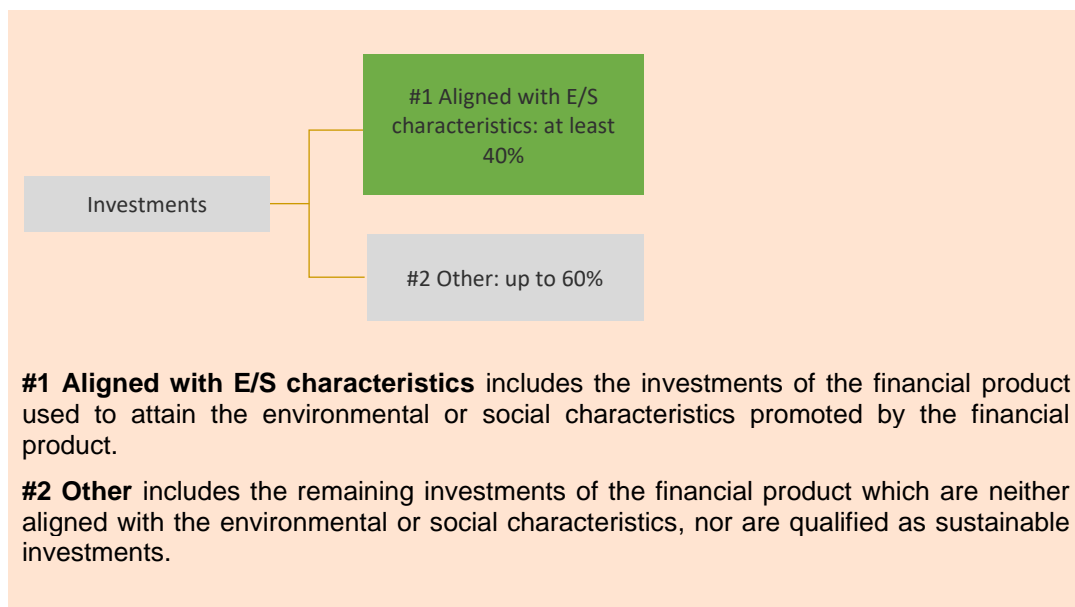 #1 Aligned with E/S
characteristics: at least
40%
Investments
#2 Other: up to 60%
#1 Aligned with E/S characteristics includes the investments of the financial product
used to attain the environmental or social characteristics promoted by the financial
product.
#2 Other includes the remaining investments of the financial product which are neither
aligned with the environmental or social characteristics, nor are qualified as sustainable
investments.